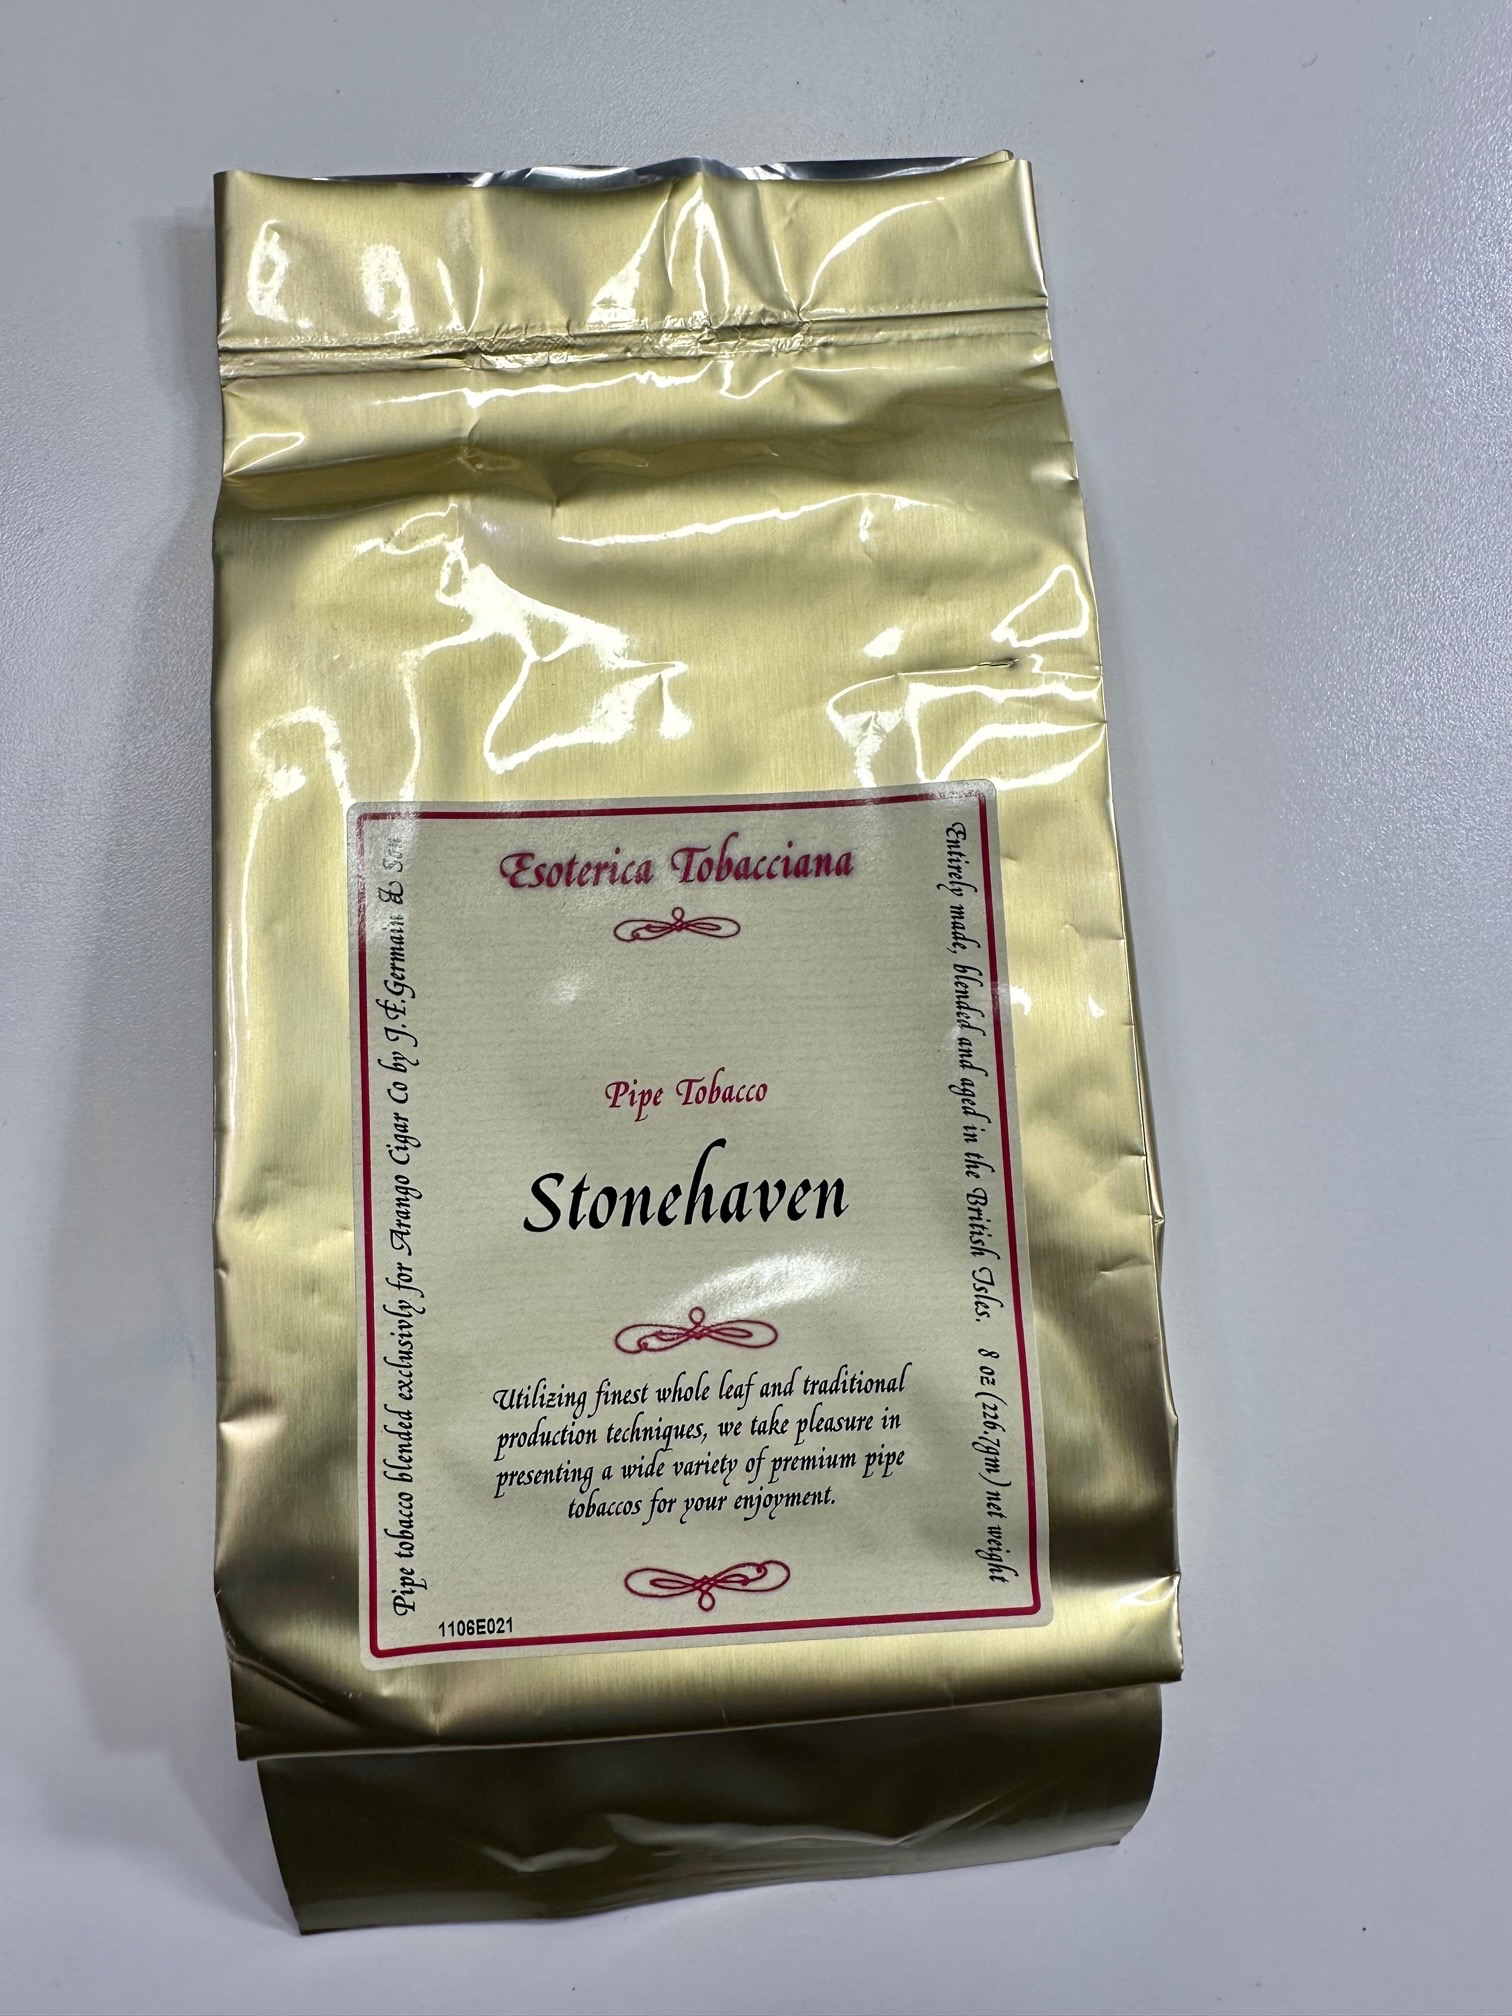 Esoterica Tobacciana
Pipe Tobacco
Stonehaven
Utilizing finest whole leaf and traditional
production techniques, we take pleasure in
presenting a wide variety of premium pipe
tobaccos for your enjoyment.
Pipe tobacco blended exclusivly for Arango Cigar Co by J.F.Germain & Son
Entirely made, blended and aged in the British Isles. 8 oz (226.7gm) net weight
1106E021